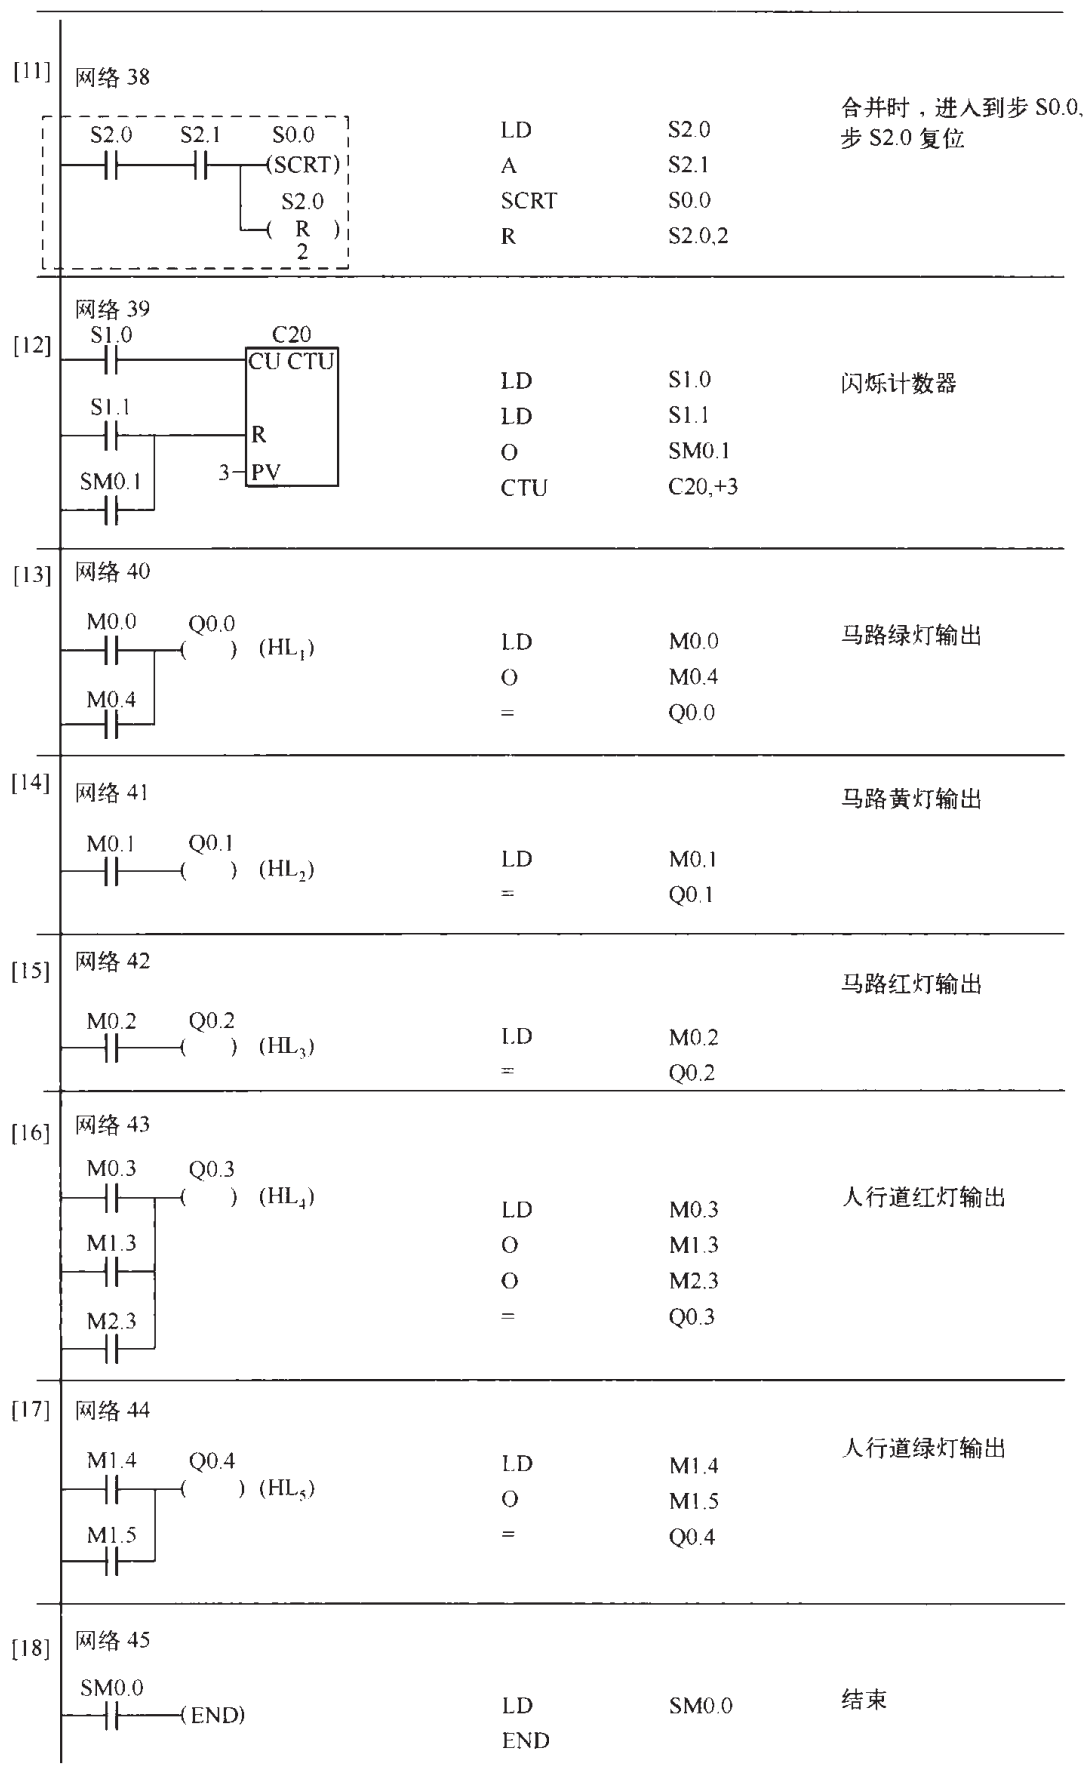 [11] 网络 38
合并时，进入到步 S0.0,
步 S2.0 复位
S2.0 S2.1 S0.0
(SCRT)
S2.0
( R )
2
LD S2.0
A S2.1
SCRT S0.0
R S2.0,2
网络 39
[12]
S1.0 C20
CU CTU
S1.1
R
SM0.1
3 PV
LD S1.0
LD S1.1
O SM0.1
CTU C20,+3
闪烁计数器
[13] 网络 40
M0.0 Q0.0
( ) (HL₁)
M0.4
LD M0.0
O M0.4
= Q0.0
马路绿灯输出
[14] 网络 41
马路黄灯输出
M0.1 Q0.1
( ) (HL₂)
LD M0.1
= Q0.1
[15] 网络 42
马路红灯输出
M0.2 Q0.2
( ) (HL₃)
LD M0.2
= Q0.2
[16] 网络 43
M0.3 Q0.3
( ) (HL₄)
M1.3
M2.3
LD M0.3
O M1.3
O M2.3
= Q0.3
人行道红灯输出
[17] 网络 44
M1.4 Q0.4
( ) (HL₅)
M1.5
LD M1.4
O M1.5
= Q0.4
人行道绿灯输出
[18] 网络 45
SM0.0
(END)
LD SM0.0
END
结束